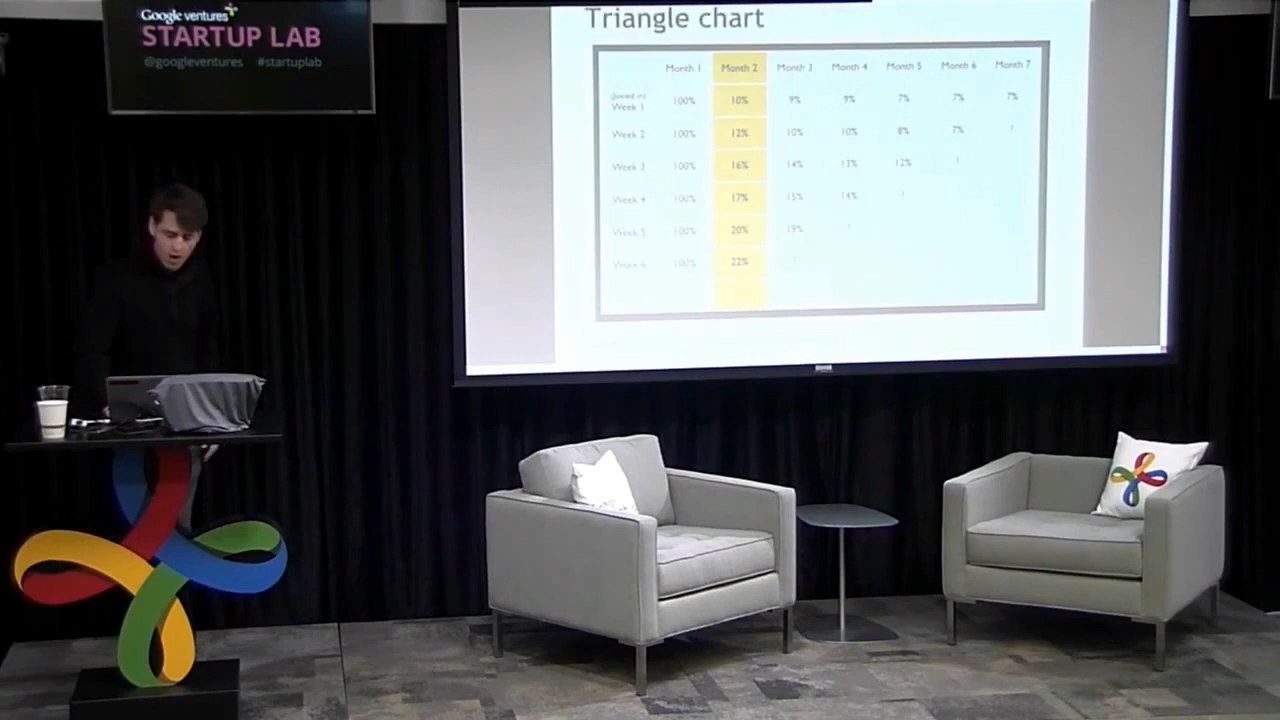 Google ventures
STARTUP LAB
@googleventures #startuplab
Triangle chart
Month 1 Month 2 Month 3 Month 4 Month 5 Month 6 Month 7
(Joined in)
Week 1 100% 10% 9% 9% 7% 7% 7%
Week 2 100% 12% 10% 10% 8% 7% ?
Week 3 100% 16% 14% 13% 12% ?
Week 4 100% 17% 15% 14% ?
Week 5 100% 20% 19%
Week 6 100% 22% ?